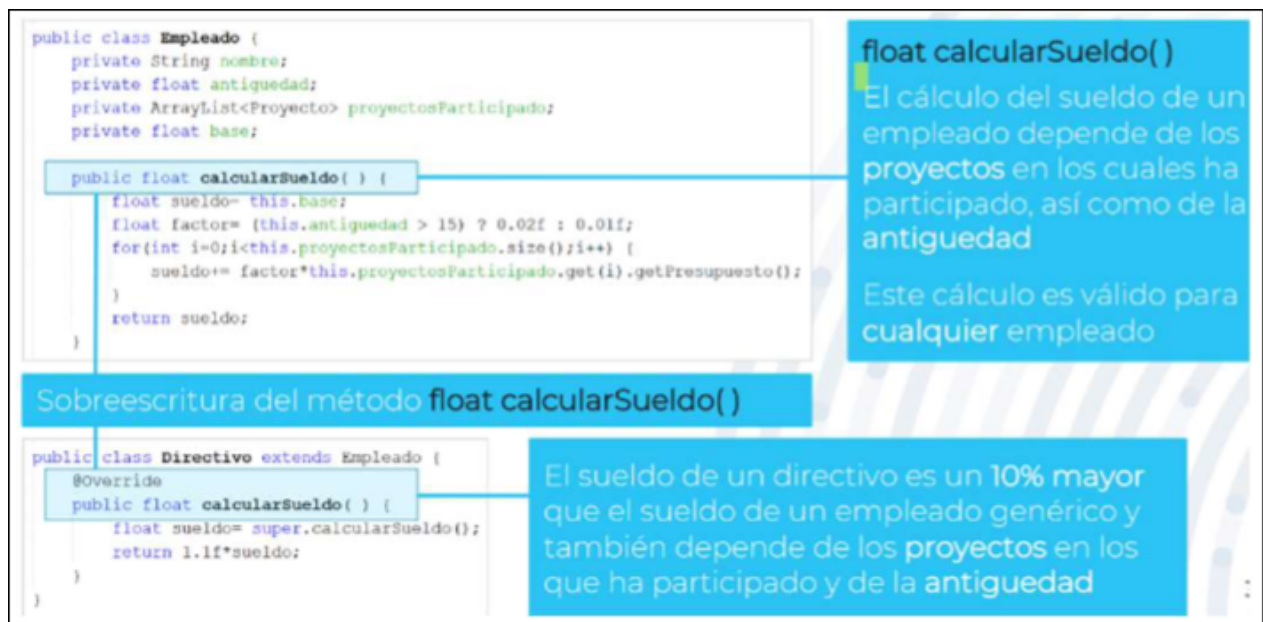 public class Empleado {
private String nombre;
private float antiguedad;
private ArrayList<Proyecto> proyectosParticipado;
private float base;
public float calcularSueldo( ) {
float sueldo= this.base;
float factor= (this.antiguedad > 15) ? 0.02f : 0.01f;
for(int i=0;i<this.proyectosParticipado.size();i++) {
sueldo+= factor*this.proyectosParticipado.get(i).getPresupuesto();
}
return sueldo;
}
float calcularSueldo( )
El cálculo del sueldo de un
empleado depende de los
proyectos en los cuales ha
participado, así como de la
antiguedad
Este cálculo es válido para
cualquier empleado
Sobreescritura del método float calcularSueldo( )
public class Directivo extends Empleado {
@Override
public float calcularSueldo( ) {
float sueldo= super.calcularSueldo();
return 1.1f*sueldo;
}
}
El sueldo de un directivo es un 10% mayor
que el sueldo de un empleado genérico y
también depende de los proyectos en los
que ha participado y de la antiguedad